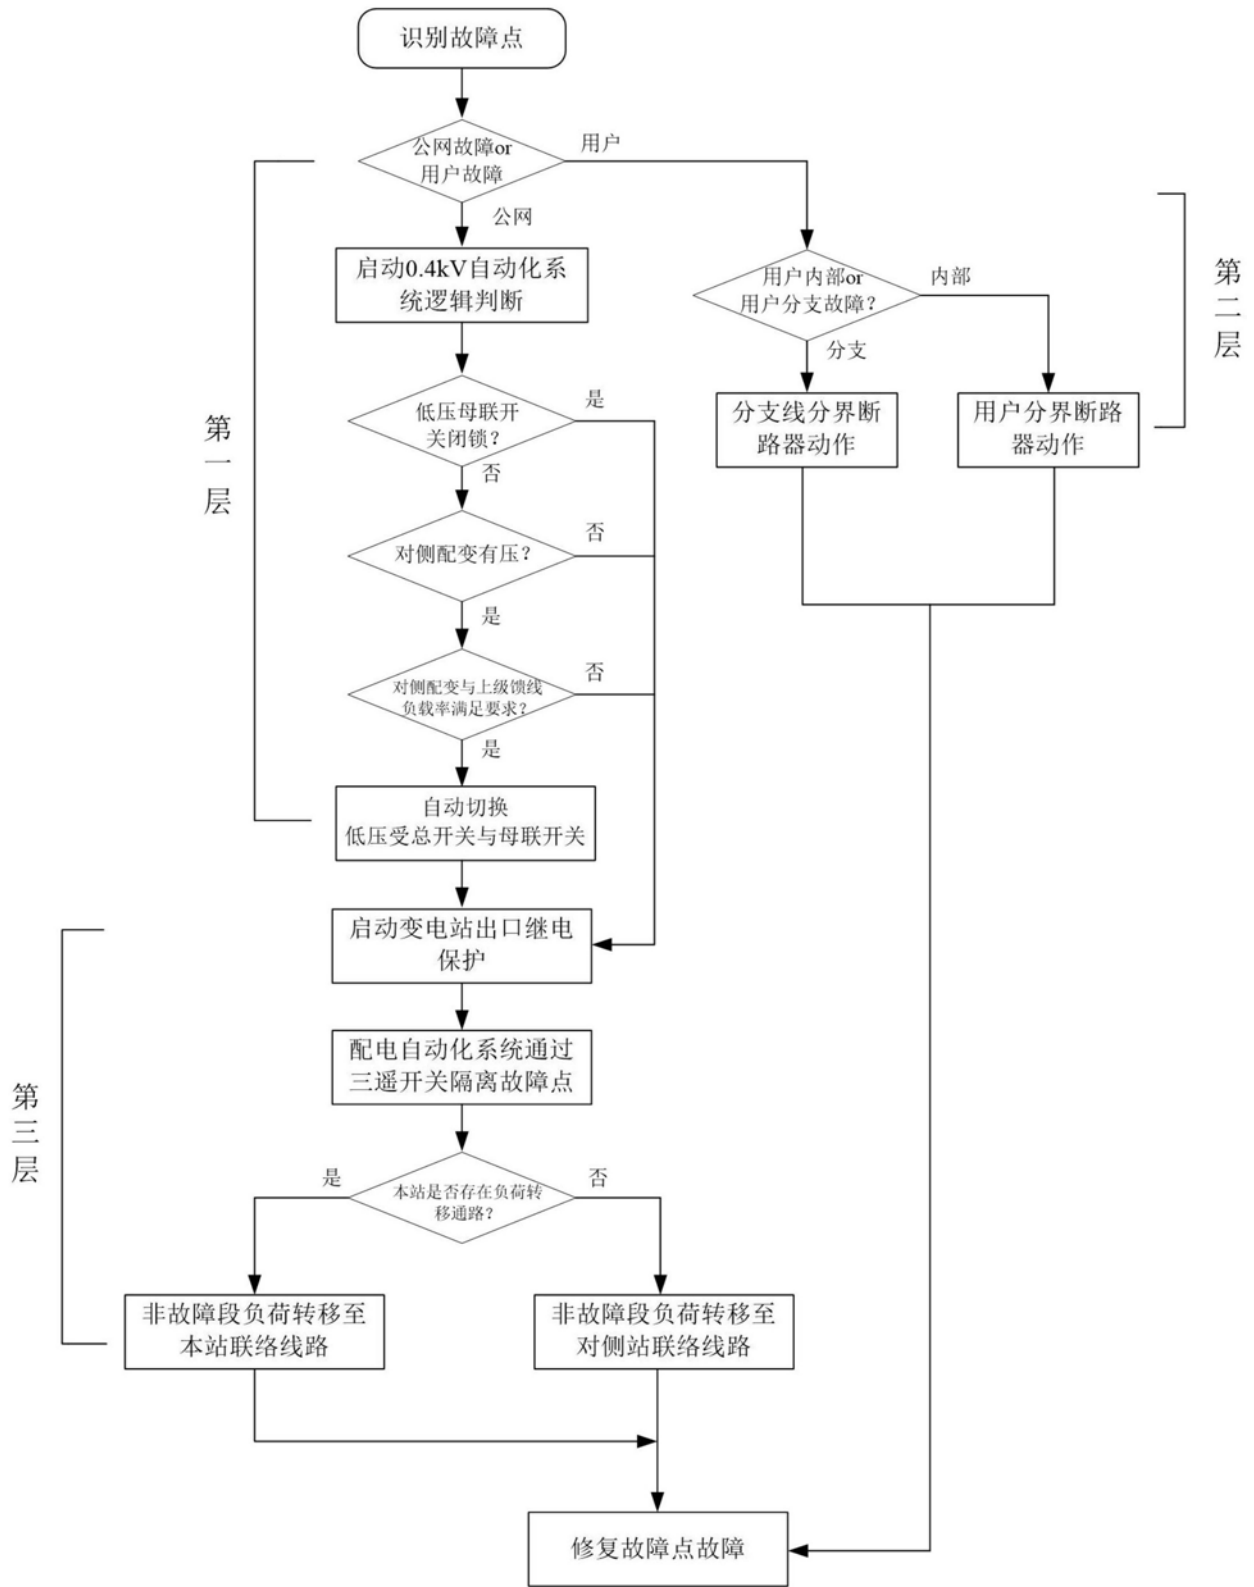 识别故障点
公网故障or
用户故障
用户
公网
启动0.4kV自动化系
统逻辑判断
用户内部or
用户分支故障？
内部
分支
第二层
低压母联开
关闭锁？
是
否
分支线分界断
路器动作
用户分界断路
器动作
第一层
对侧配变有压？
否
是
对侧配变与上级馈线
负载率满足要求？
否
是
自动切换
低压受总开关与母联开关
启动变电站出口继电
保护
配电自动化系统通过
三遥开关隔离故障点
第三层
本站是否存在负荷转
移通路？
是
否
非故障段负荷转移至
本站联络线路
非故障段负荷转移至
对侧站联络线路
修复故障点故障